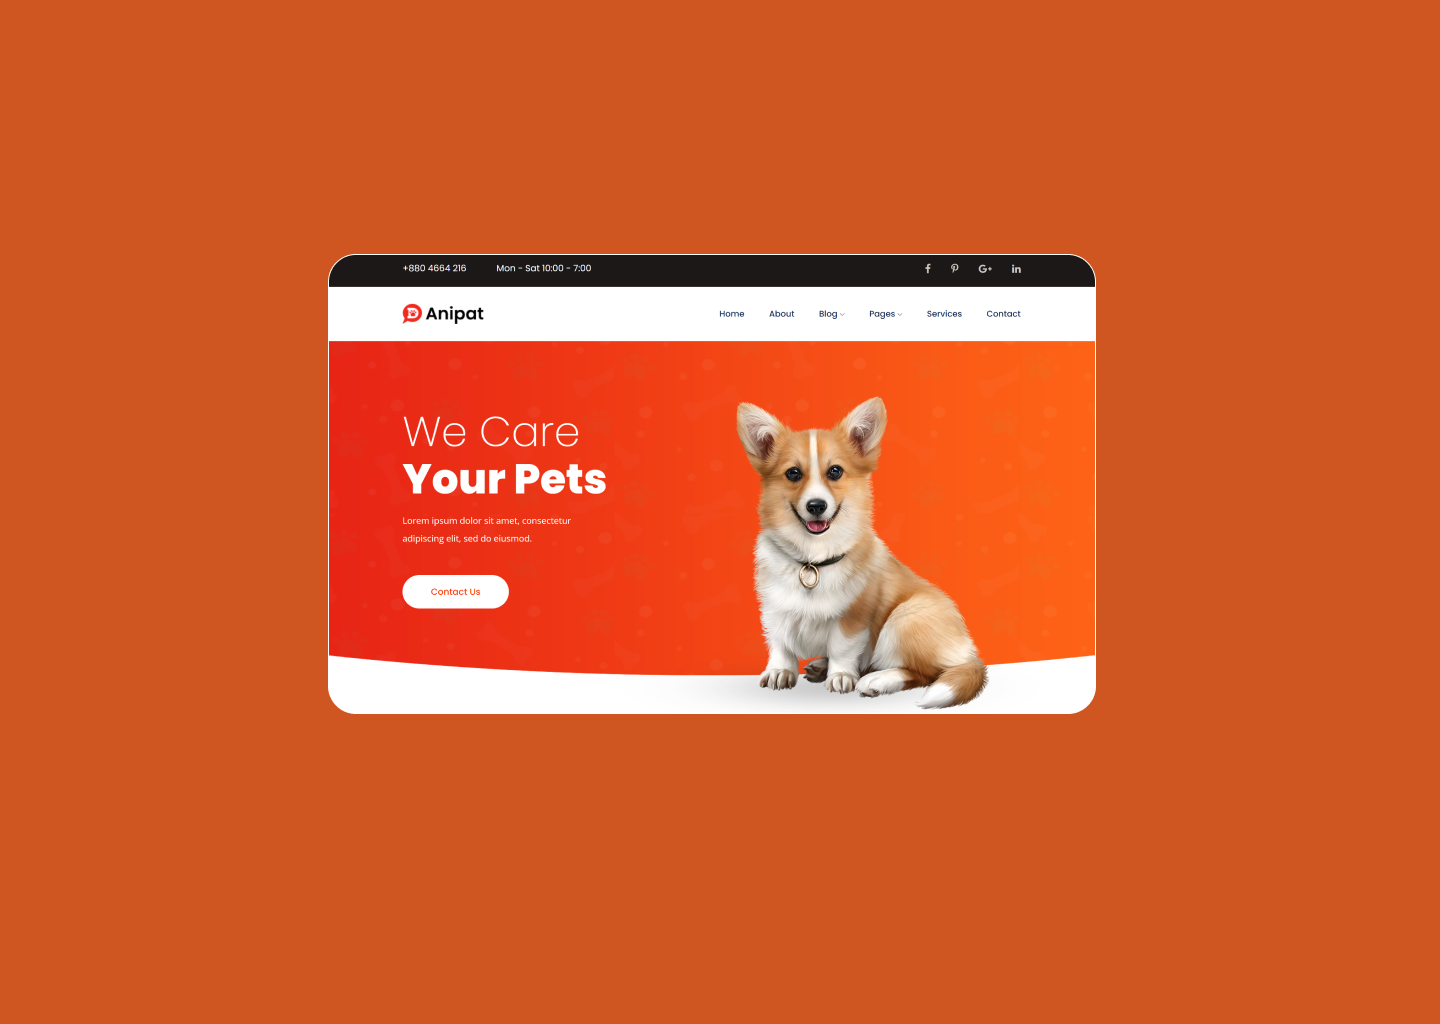 +880 4664 216 Mon - Sat 10:00 - 7:00
Anipat Home About Blog Pages Services Contact
We Care
Your Pets
Lorem ipsum dolor sit amet, consectetur
adipiscing elit, sed do eiusmod.
Contact Us